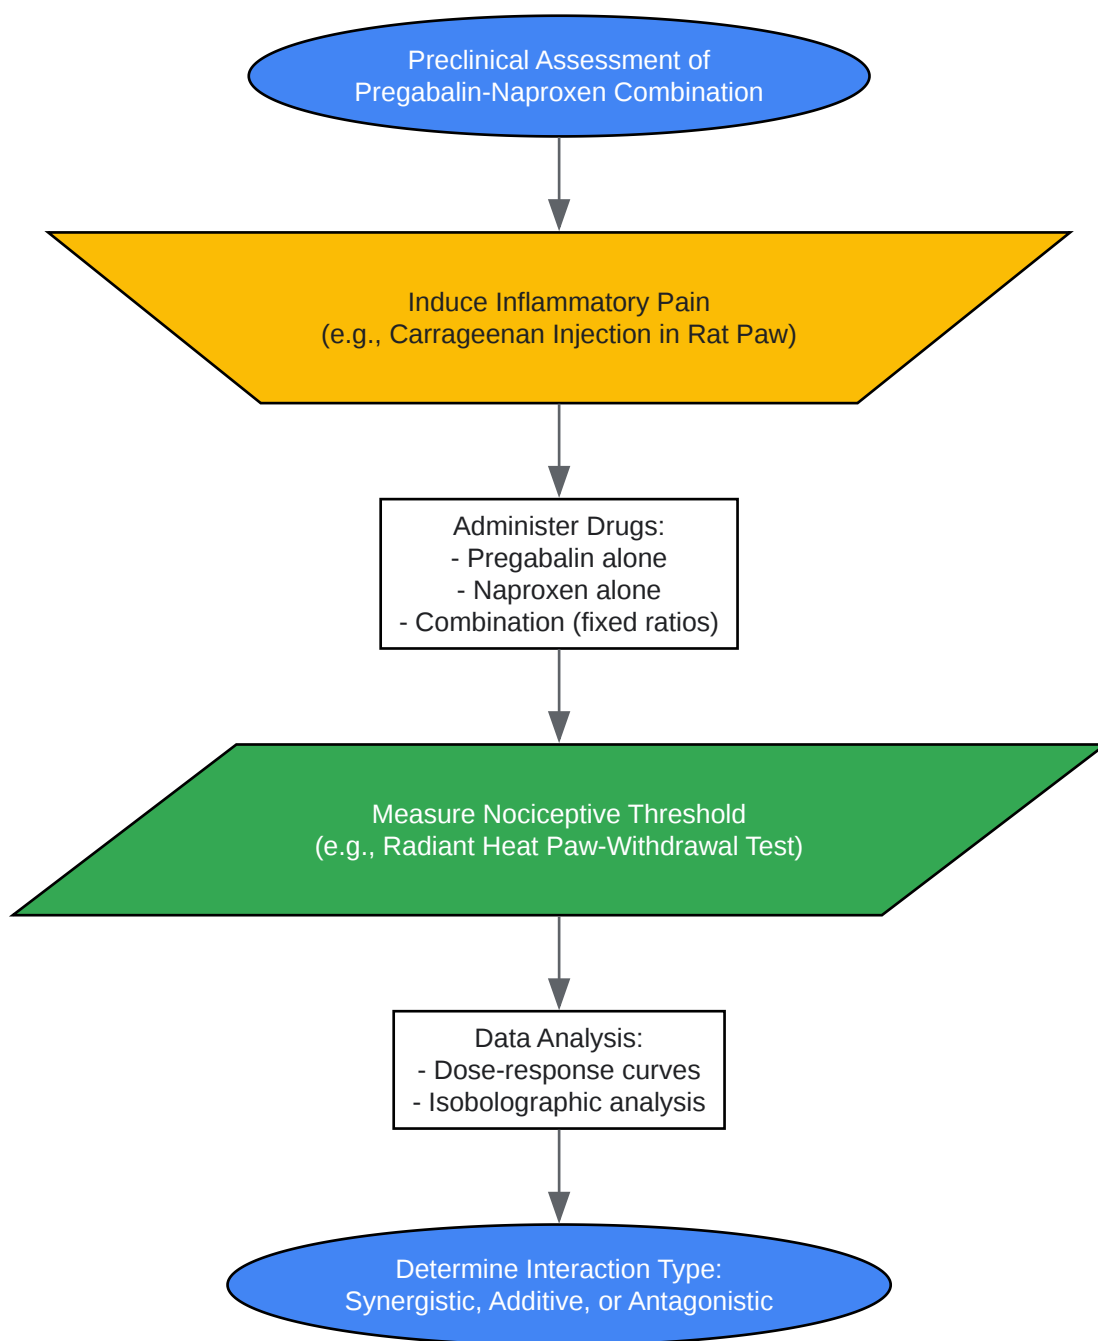 Preclinical Assessment of
Pregabalin-Naproxen Combination
Induce Inflammatory Pain
(e.g., Carrageenan Injection in Rat Paw)
Administer Drugs:
- Pregabalin alone
- Naproxen alone
- Combination (fixed ratios)
Measure Nociceptive Threshold
(e.g., Radiant Heat Paw-Withdrawal Test)
Data Analysis:
- Dose-response curves
- Isobolographic analysis
Determine Interaction Type:
Synergistic, Additive, or Antagonistic